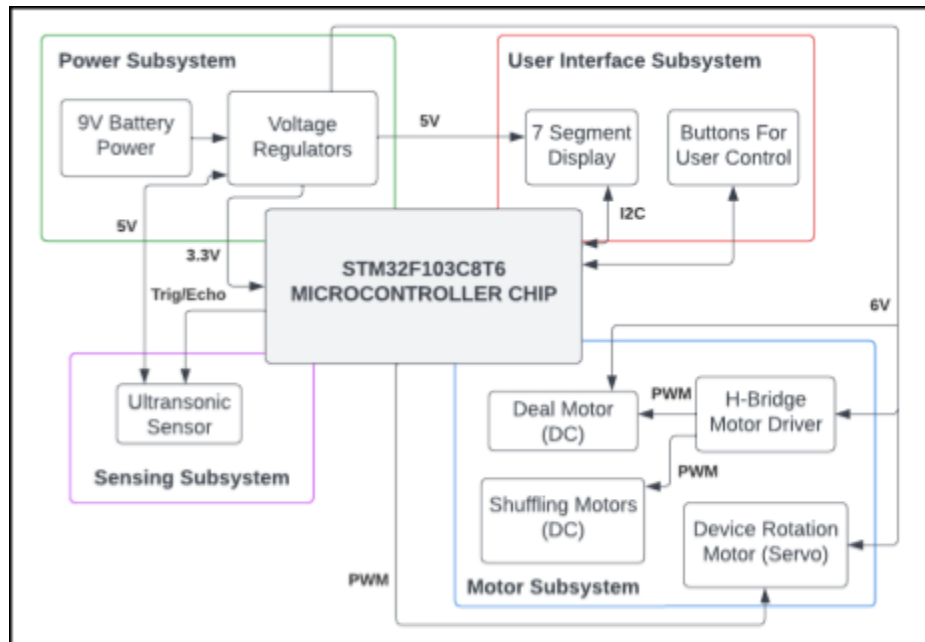 Power Subsystem
User Interface Subsystem
9V Battery
Power
Voltage
Regulators
5V
7 Segment
Display
Buttons For
User Control
5V
3.3V
I2C
STM32F103C8T6
MICROCONTROLLER CHIP
Trig/Echo
6V
Ultrasonic
Sensor
Sensing Subsystem
Deal Motor
(DC)
PWM
H-Bridge
Motor Driver
PWM
Shuffling Motors
(DC)
Device Rotation
Motor (Servo)
PWM
Motor Subsystem